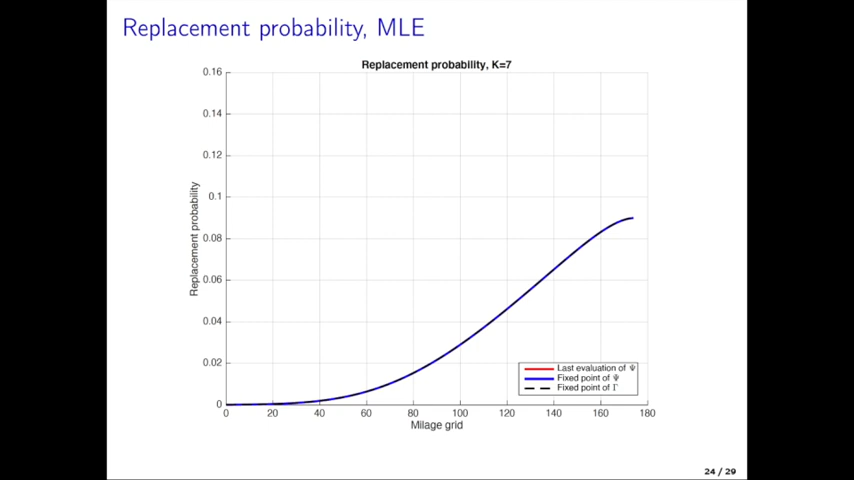 Replacement probability, MLE
Replacement probability, K=7
0.16
0.14
0.12
0.1
0.08
0.06
0.04
0.02
0
Replacement probability
0 20 40 60 80 100 120 140 160 180
Milage grid
Last evaluation of Ψ
Fixed point of Ψ
Fixed point of Γ
24 / 29